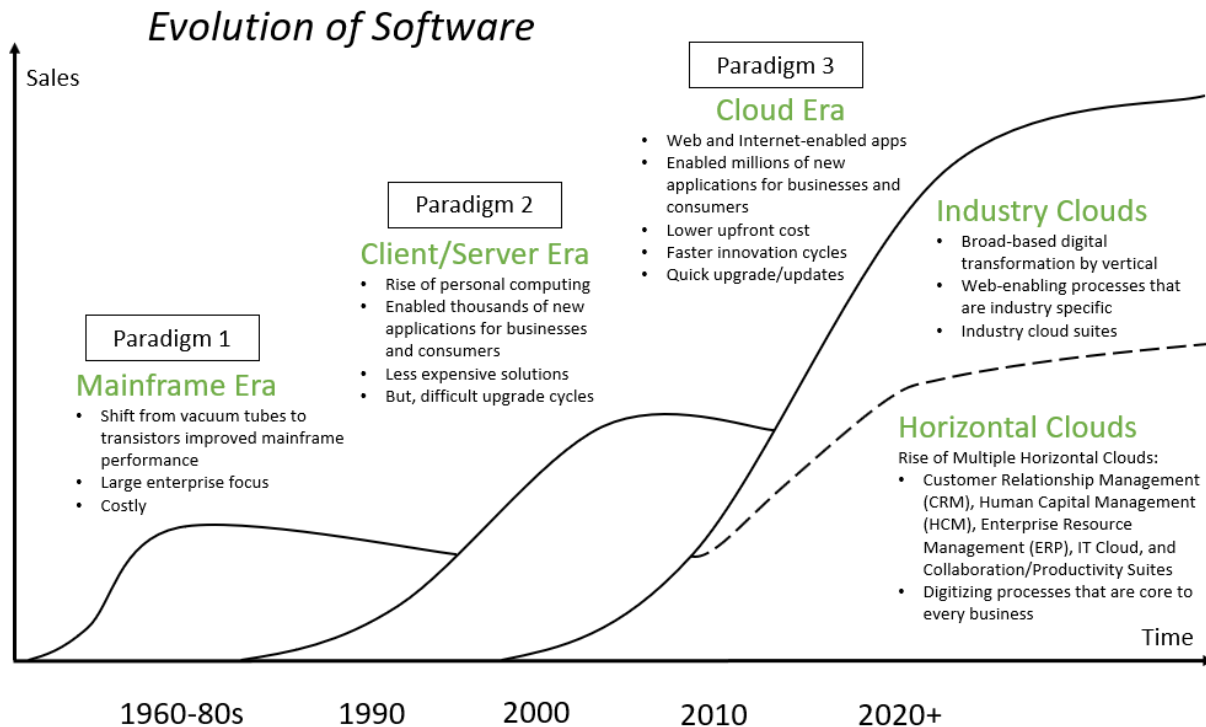 Evolution of Software
Sales
Paradigm 1
Mainframe Era
• Shift from vacuum tubes to
transistors improved mainframe
performance
• Large enterprise focus
• Costly
Paradigm 2
Client/Server Era
• Rise of personal computing
• Enabled thousands of new
applications for businesses
and consumers
• Less expensive solutions
• But, difficult upgrade cycles
Paradigm 3
Cloud Era
• Web and Internet-enabled apps
• Enabled millions of new
applications for businesses and
consumers
• Lower upfront cost
• Faster innovation cycles
• Quick upgrade/updates
Industry Clouds
• Broad-based digital
transformation by vertical
• Web-enabling processes that
are industry specific
• Industry cloud suites
Horizontal Clouds
Rise of Multiple Horizontal Clouds:
• Customer Relationship Management
(CRM), Human Capital Management
(HCM), Enterprise Resource
Management (ERP), IT Cloud, and
Collaboration/Productivity Suites
• Digitizing processes that are core to
every business
Time
1960-80s
1990
2000
2010
2020+